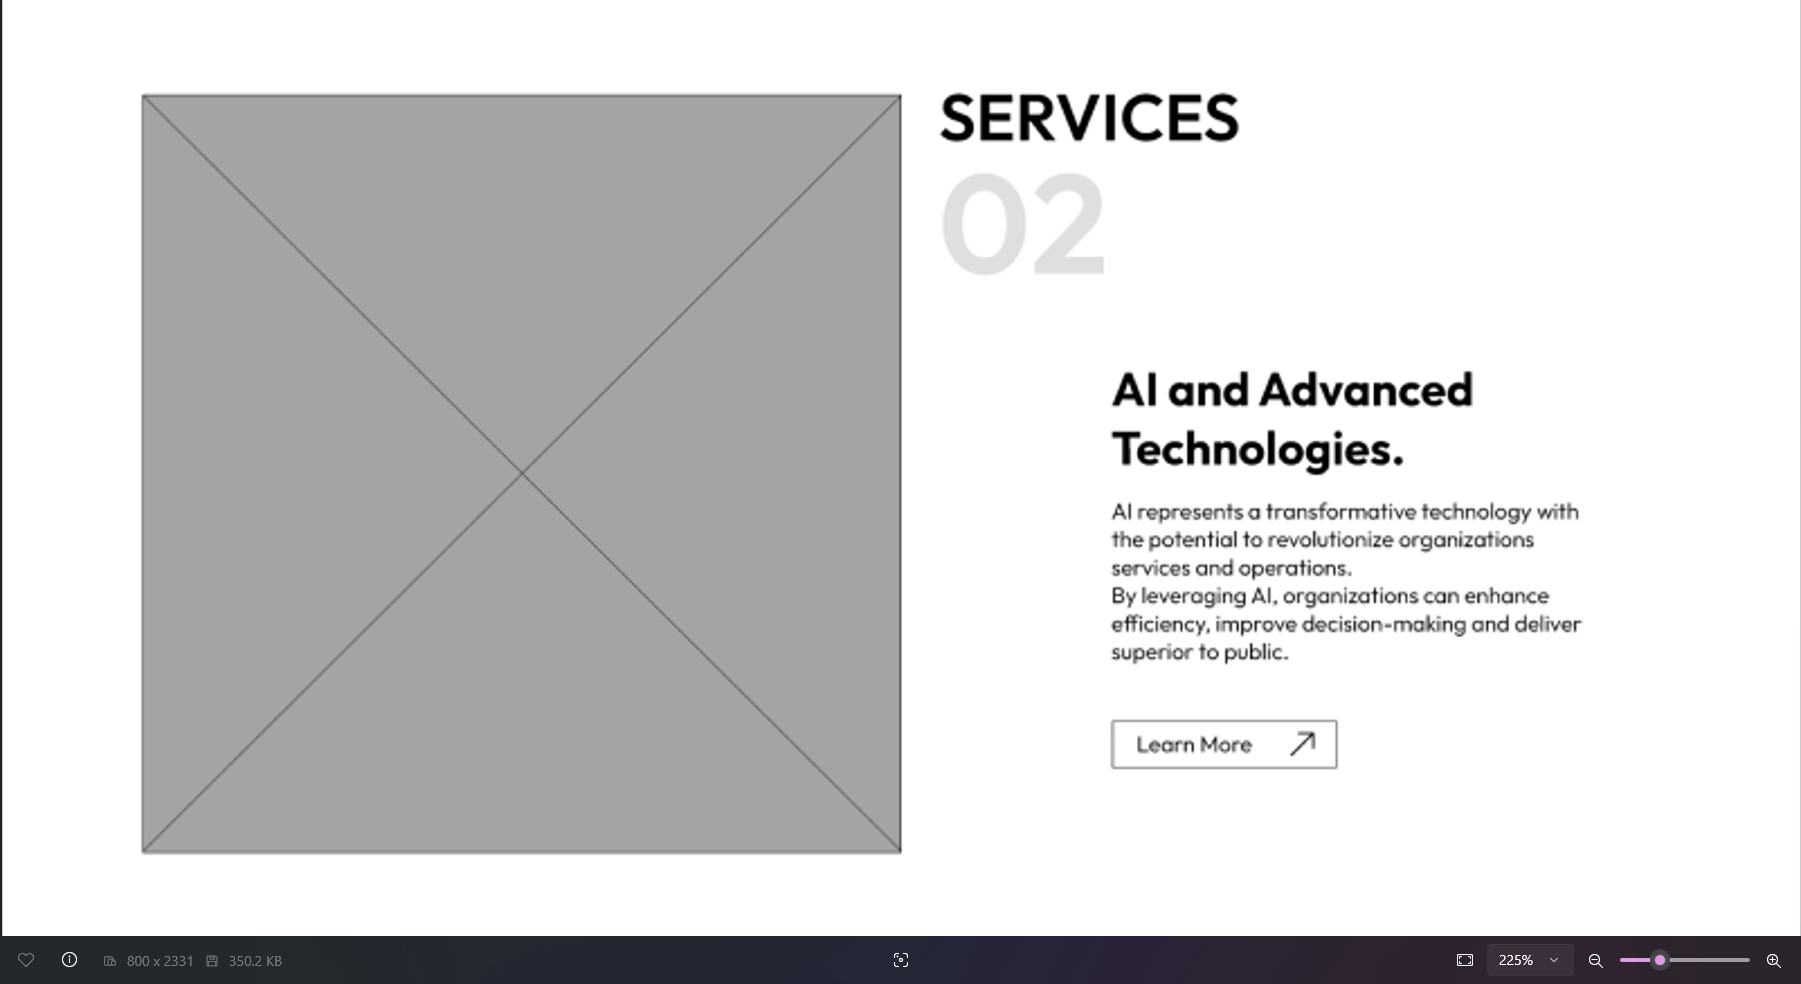 SERVICES
02
AI and Advanced
Technologies.
AI represents a transformative technology with
the potential to revolutionize organizations
services and operations.
By leveraging AI, organizations can enhance
efficiency, improve decision-making and deliver
superior to public.
Learn More
800 x 2331 350.2 KB 225%